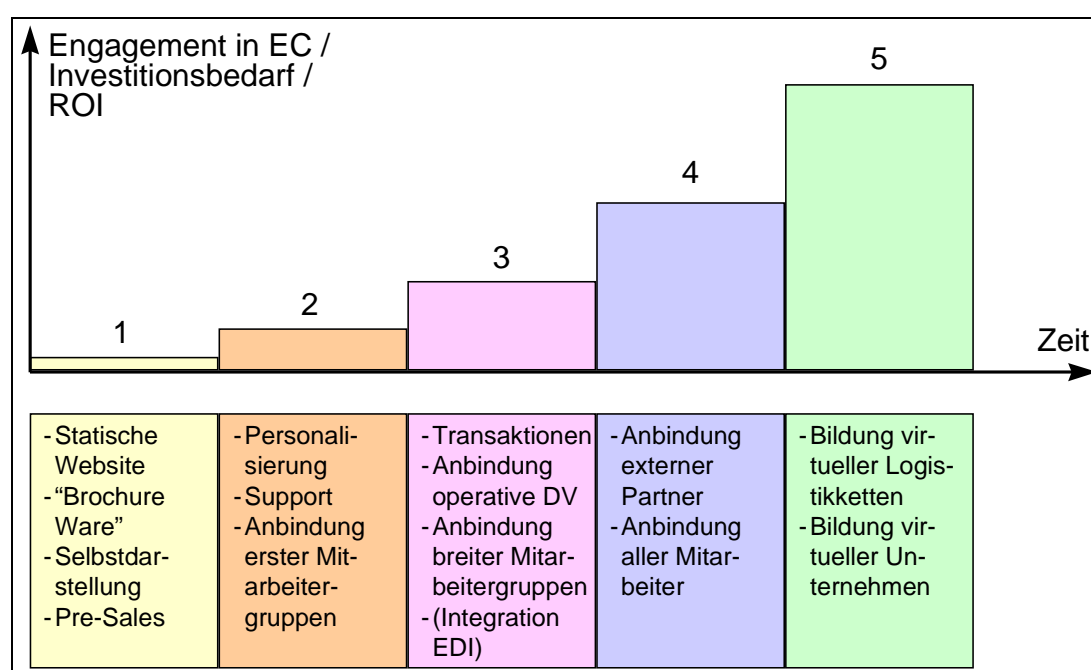 Engagement in EC /
Investitionsbedarf /
ROI
5
4
3
2
1
Zeit
- Statische
Website
- “Brochure
Ware”
- Selbstdar-
stellung
- Pre-Sales
- Personali-
sierung
- Support
- Anbindung
erster Mit-
arbeiter-
gruppen
- Transaktionen
- Anbindung
operative DV
- Anbindung
breiter Mitar-
beitergruppen
- (Integration
EDI)
- Anbindung
externer
Partner
- Anbindung
aller Mitar-
beiter
- Bildung vir-
tueller Logis-
tikketten
- Bildung vir-
tueller Un-
ternehmen